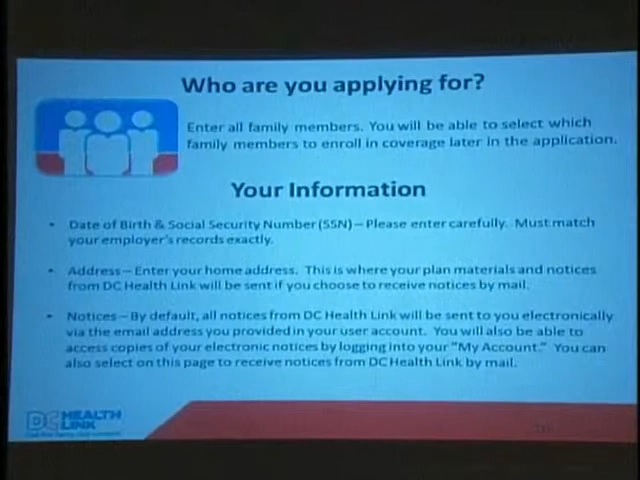 Who are you applying for?
Enter all family members. You will be able to select which
family members to enroll in coverage later in the application.
Your Information
• Date of Birth & Social Security Number (SSN) – Please enter carefully. Must match
your employer's records exactly.
• Address – Enter your home address. This is where your plan materials and notices
from DC Health Link will be sent if you choose to receive notices by mail.
• Notices – By default, all notices from DC Health Link will be sent to you electronically
via the email address you provided in your user account. You will also be able to
access copies of your electronic notices by logging into your "My Account." You can
also select on this page to receive notices from DC Health Link by mail.
DC HEALTH
LINK